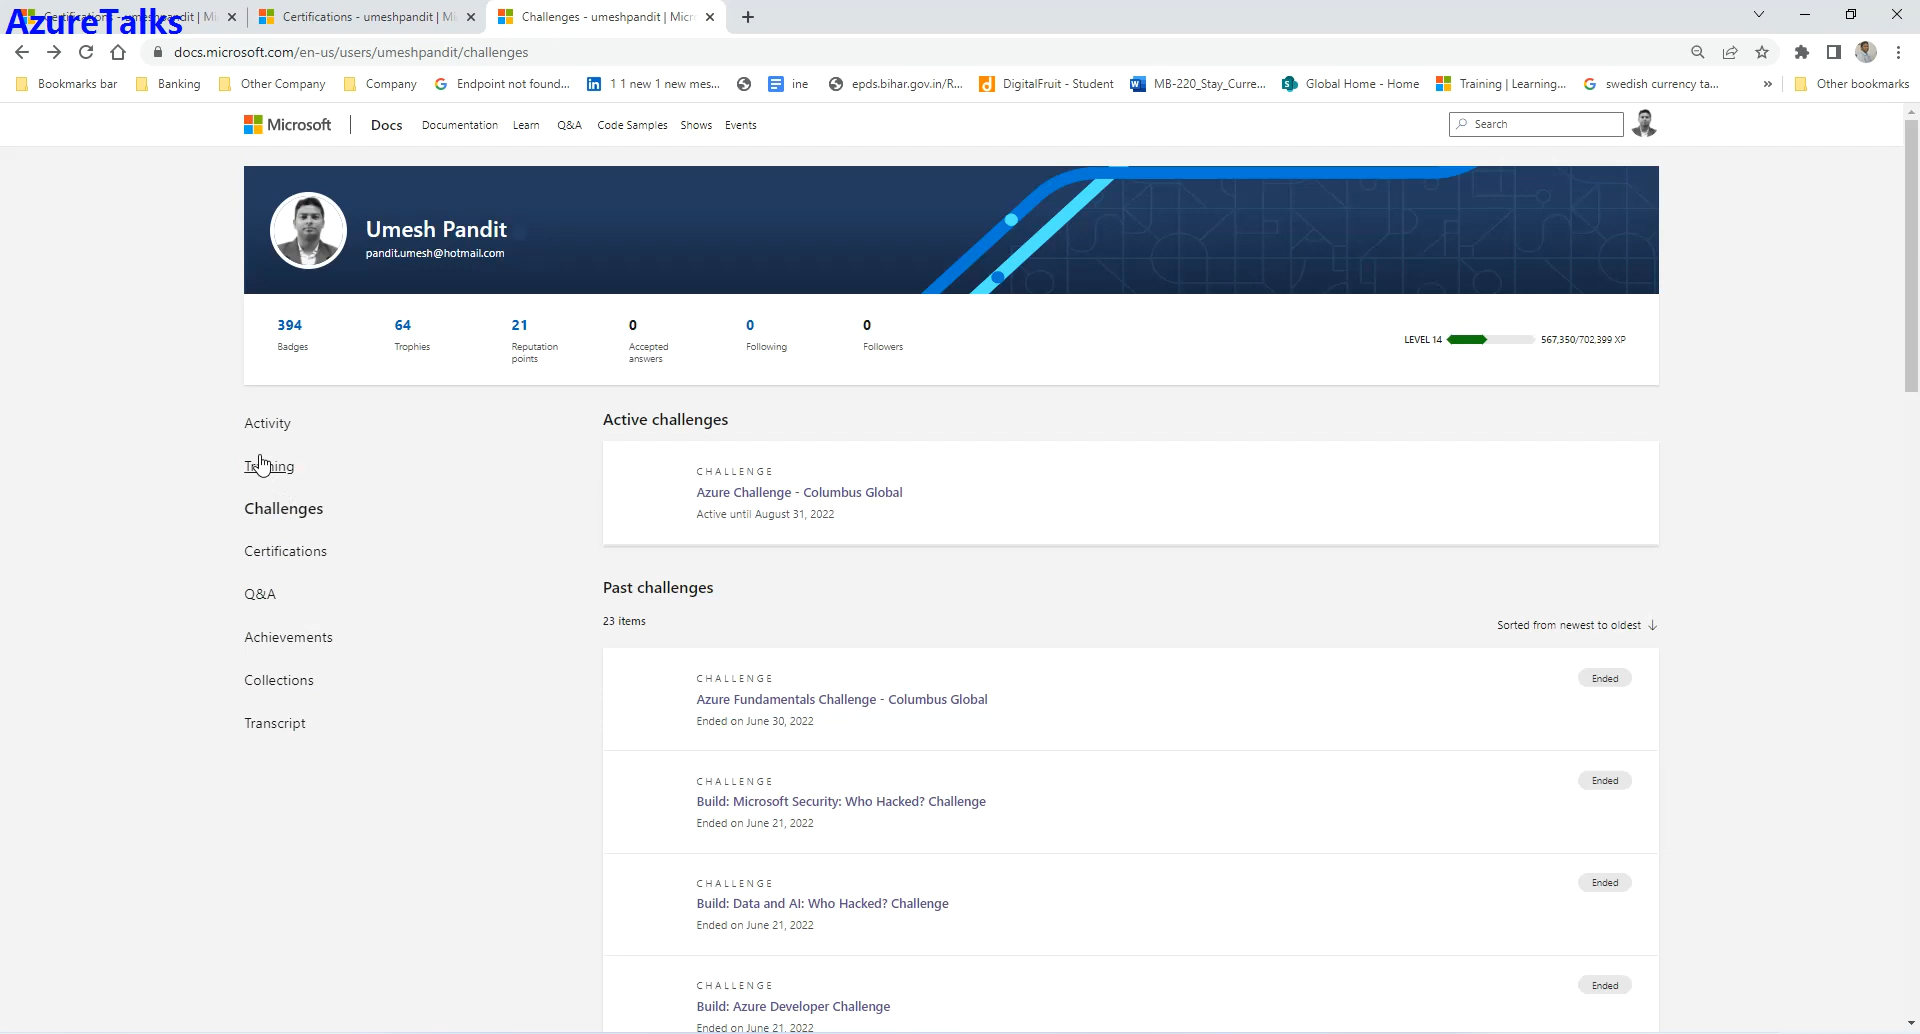 AzureTalks
Certifications - umeshpandit | Mi
Certifications - umeshpandit | Mi
Challenges - umeshpandit | Micr
docs.microsoft.com/en-us/users/umeshpandit/challenges
Bookmarks bar
Banking
Other Company
Company
Endpoint not found...
1 1 new 1 new mes...
ine
epds.bihar.gov.in/R...
DigitalFruit - Student
MB-220_Stay_Curre...
Global Home - Home
Training | Learning...
swedish currency ta...
»
Other bookmarks
Microsoft
Docs
Documentation
Learn
Q&A
Code Samples
Shows
Events
Search
Umesh Pandit
pandit.umesh@hotmail.com
394
Badges
64
Trophies
21
Reputation
points
0
Accepted
answers
0
Following
0
Followers
LEVEL 14
567,350/702,399 XP
Activity
Training
Challenges
Certifications
Q&A
Achievements
Collections
Transcript
Active challenges
CHALLENGE
Azure Challenge - Columbus Global
Active until August 31, 2022
Past challenges
23 items
Sorted from newest to oldest
CHALLENGE
Ended
Azure Fundamentals Challenge - Columbus Global
Ended on June 30, 2022
CHALLENGE
Ended
Build: Microsoft Security: Who Hacked? Challenge
Ended on June 21, 2022
CHALLENGE
Ended
Build: Data and AI: Who Hacked? Challenge
Ended on June 21, 2022
CHALLENGE
Ended
Build: Azure Developer Challenge
Ended on June 21, 2022